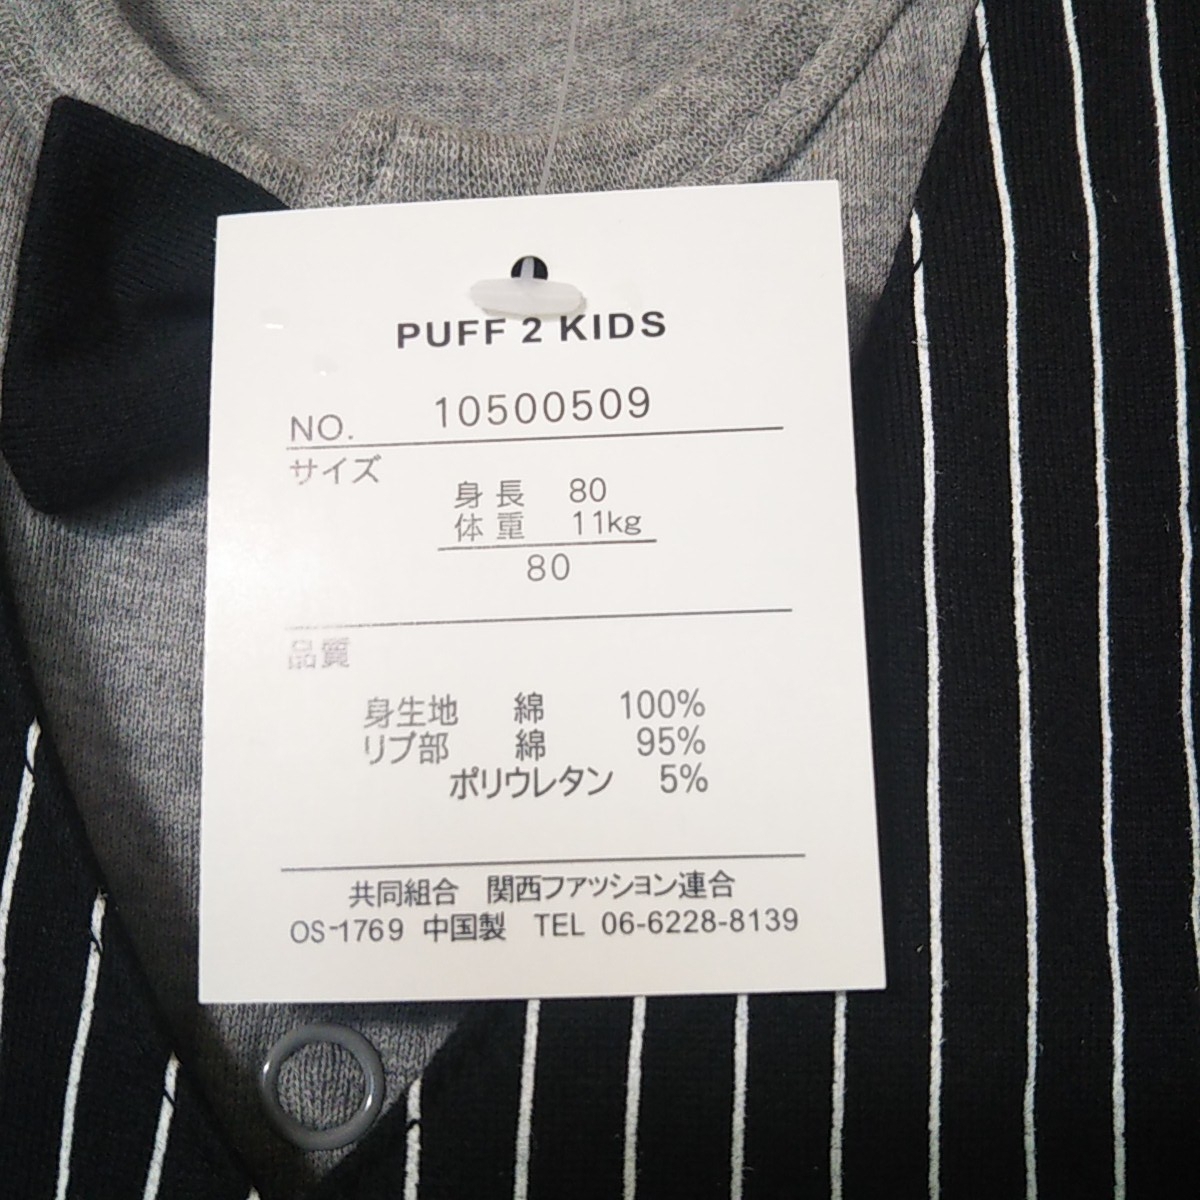 PUFF 2 KIDS
NO. 10500509
サイズ
身長 80
体重 11kg
80
品質
身生地 綿 100%
リブ部 綿 95%
ポリウレタン 5%
共同組合 関西ファッション連合
OS-1769 中国製 TEL 06-6228-8139